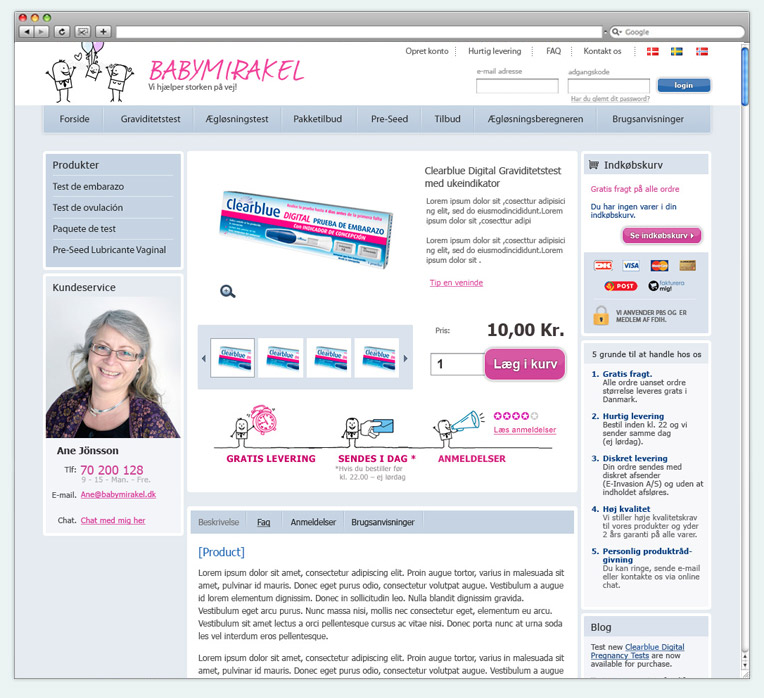 Google
BABYMIRAKEL
Vi hjælper storken på vej!
Opret konto
Hurtig levering
FAQ
Kontakt os
e-mail adresse
adgangskode
login
Har du glemt dit password?
Forside
Graviditetstest
Ægløsningstest
Pakketilbud
Pre-Seed
Tilbud
Ægløsningsberegneren
Brugsanvisninger
Produkter
Test de embarazo
Test de ovulación
Paquete de test
Pre-Seed Lubricante Vaginal
Kundeservice
Ane Jönsson
Tlf: 70 200 128
9 - 15 - Man. - Fre.
E-mail. Ane@babymirakel.dk
Chat. Chat med mig her
Clearblue
DIGITAL PRUEBA DE EMBARAZO
Con INDICADOR DE CONCEPCIÓN
Clearblue Digital Graviditetstest
med ukeindikator
Lorem ipsum dolor sit ,cosecttur adipisici
ng elit, sed do eiusmodincididunt.Lorem
ipsum dolor sit ,cosecttur adipi
Lorem ipsum dolor sit ,cosecttur adipisici
ng elit, sed do eiusmodincididunt.Lorem
ipsum dolor sit .
Tip en veninde
Clearblue
Clearblue
Clearblue
Clearblue
Pris: 10,00 Kr.
1
Læg i kurv
GRATIS LEVERING
SENDES I DAG *
*Hvis du bestiller før
kl. 22.00 – ej lørdag
ANMELDELSER
Læs anmeldelser
Beskrivelse
Faq
Anmeldelser
Brugsanvisninger
[Product]
Lorem ipsum dolor sit amet, consectetur adipiscing elit. Proin augue tortor, varius in malesuada sit
amet, pulvinar id mauris. Donec eget purus odio, consectetur volutpat augue. Vestibulum a augue
id lorem elementum dignissim. Donec in sollicitudin leo. Nulla blandit dignissim gravida.
Vestibulum eget arcu purus. Nunc massa nisi, mollis nec consectetur eget, elementum eu arcu.
Vestibulum sit amet lectus a orci pellentesque cursus ac vitae nisi. Donec porta nunc at urna soda
les vel interdum eros pellentesque.
Lorem ipsum dolor sit amet, consectetur adipiscing elit. Proin augue tortor, varius in malesuada sit
amet, pulvinar id mauris. Donec eget purus odio, consectetur volutpat augue. Vestibulum a augue
Indkøbskurv
Gratis fragt på alle ordre
Du har ingen varer i din
indkøbskurv.
Se indkøbskurv
VISA
POST
fakturero
mig!
VI ANVENDER PBS OG ER
MEDLEM AF FDIH.
5 grunde til at handle hos os
1. Gratis fragt.
Alle ordre uanset ordre
størrelse leveres grats i
Danmark.
2. Hurtig levering
Bestil inden kl. 22 og vi
sender samme dag
(ej lørdag).
3. Diskret levering
Din ordre sendes med
diskret afsender
(E-Invasion A/S) og uden at
indholdet afsløres.
4. Høj kvalitet
Vi stiller høje kvalitetskrav
til vores produkter og yder
2 års garanti på alle varer.
5. Personlig produktråd-
givning
Du kan ringe, sende e-mail
eller kontakte os via online
chat.
Blog
Test new Clearblue Digital
Pregnancy Tests are now
available for purchase.